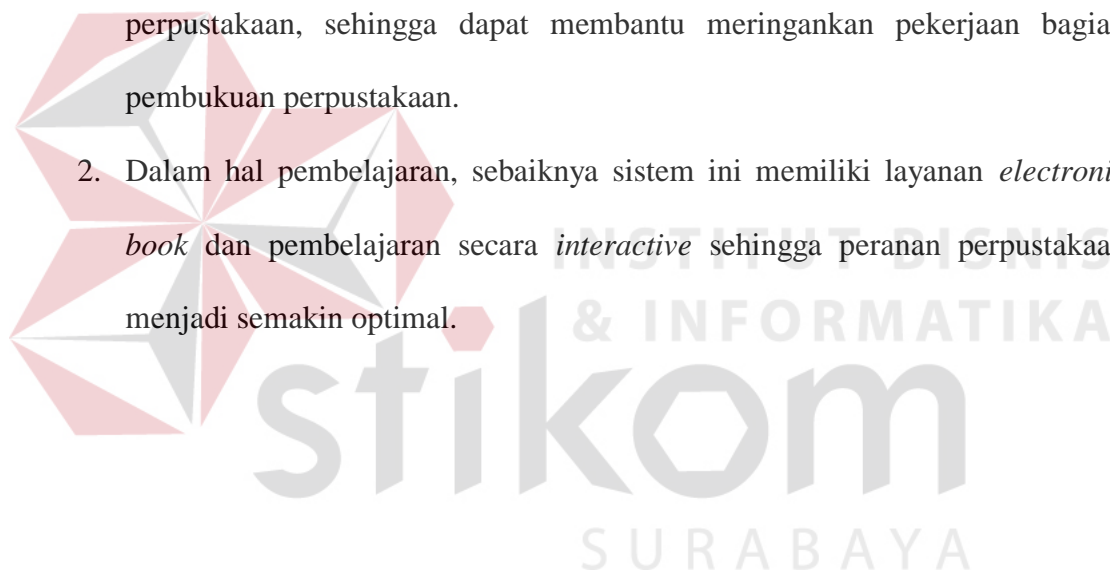 perpustakaan, sehingga dapat membantu meringankan pekerjaan bagia
pembukuan perpustakaan.
2. Dalam hal pembelajaran, sebaiknya sistem ini memiliki layanan electroni
book dan pembelajaran secara interactive sehingga peranan perpustakaa
menjadi semakin optimal.
INSTITUT BISNIS
& INFORMATIKA
stikom
SURABAYA